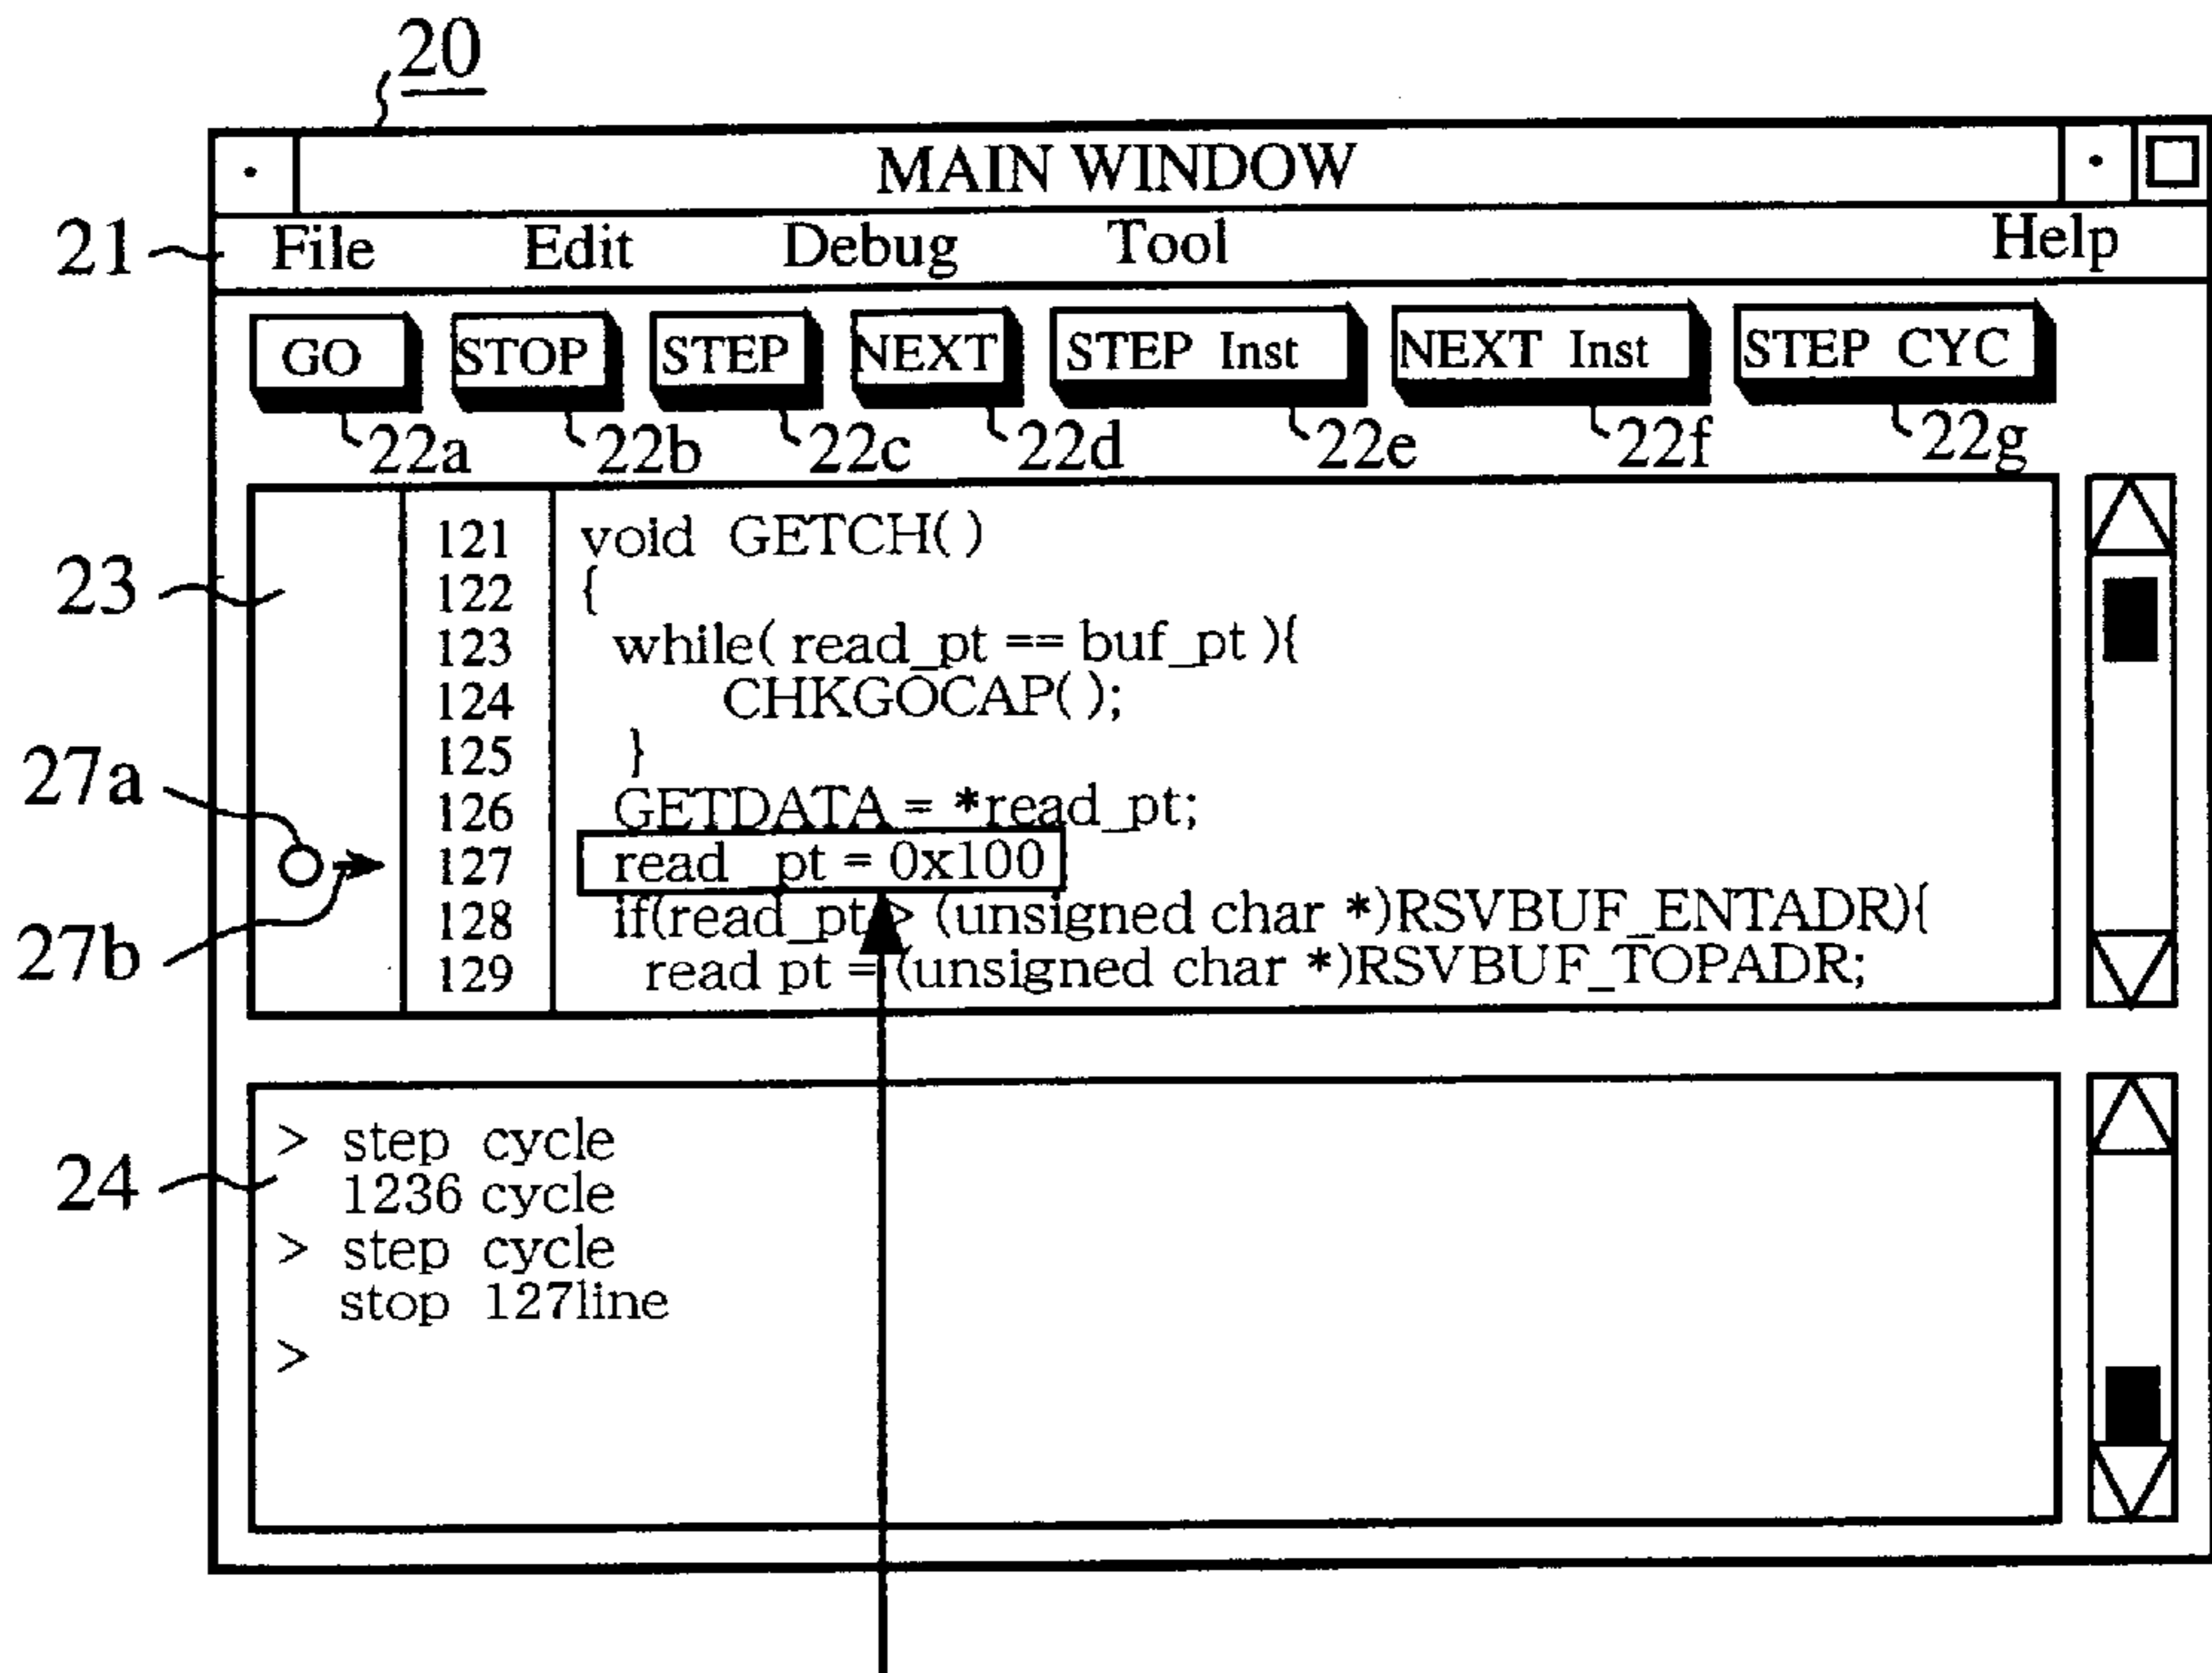 20
MAIN WINDOW
21 File Edit Debug Tool Help
GO STOP STEP NEXT STEP Inst NEXT Inst STEP CYC
22a 22b 22c 22d 22e 22f 22g
23
121 void GETCH()
122 {
123 while( read_pt == buf_pt ){
124 CHKGOCAP();
125 }
27a
126 GETDATA = *read_pt;
127 read pt = 0x100
128 if(read_pt > (unsigned char *)RSVBUF_ENTADR){
27b
129 read pt = (unsigned char *)RSVBUF_TOPADR;
24
> step cycle
1236 cycle
> step cycle
stop 127line
>